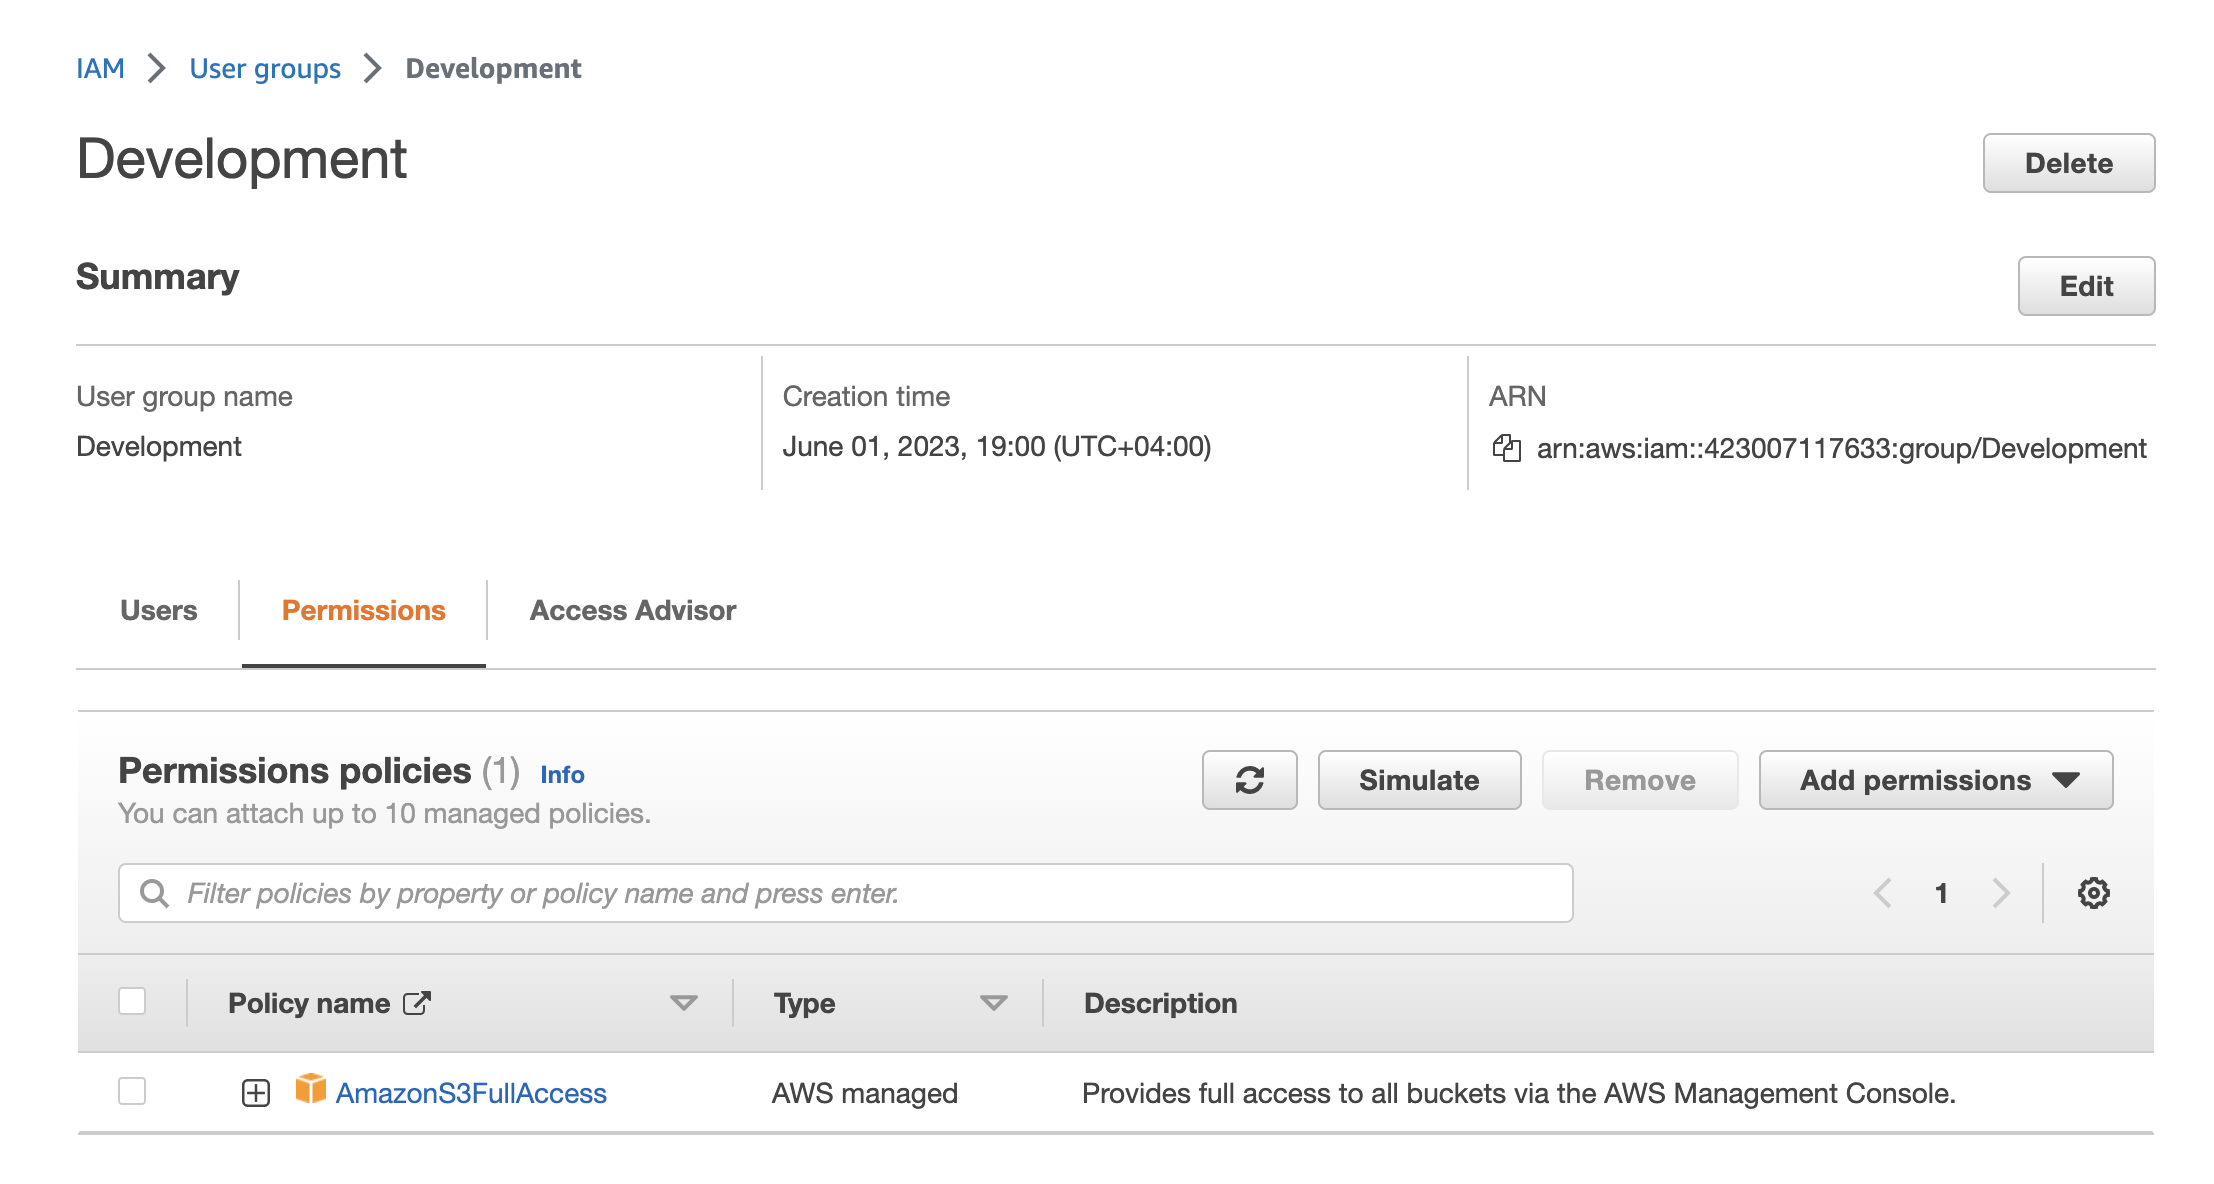 IAM User groups Development
Development
Delete
Summary
Edit
User group name
Development
Creation time
June 01, 2023, 19:00 (UTC+04:00)
ARN
arn:aws:iam::423007117633:group/Development
Users Permissions Access Advisor
Permissions policies (1) Info
You can attach up to 10 managed policies.
Simulate Remove Add permissions
Filter policies by property or policy name and press enter.
1
Policy name Type Description
AmazonS3FullAccess AWS managed Provides full access to all buckets via the AWS Management Console.